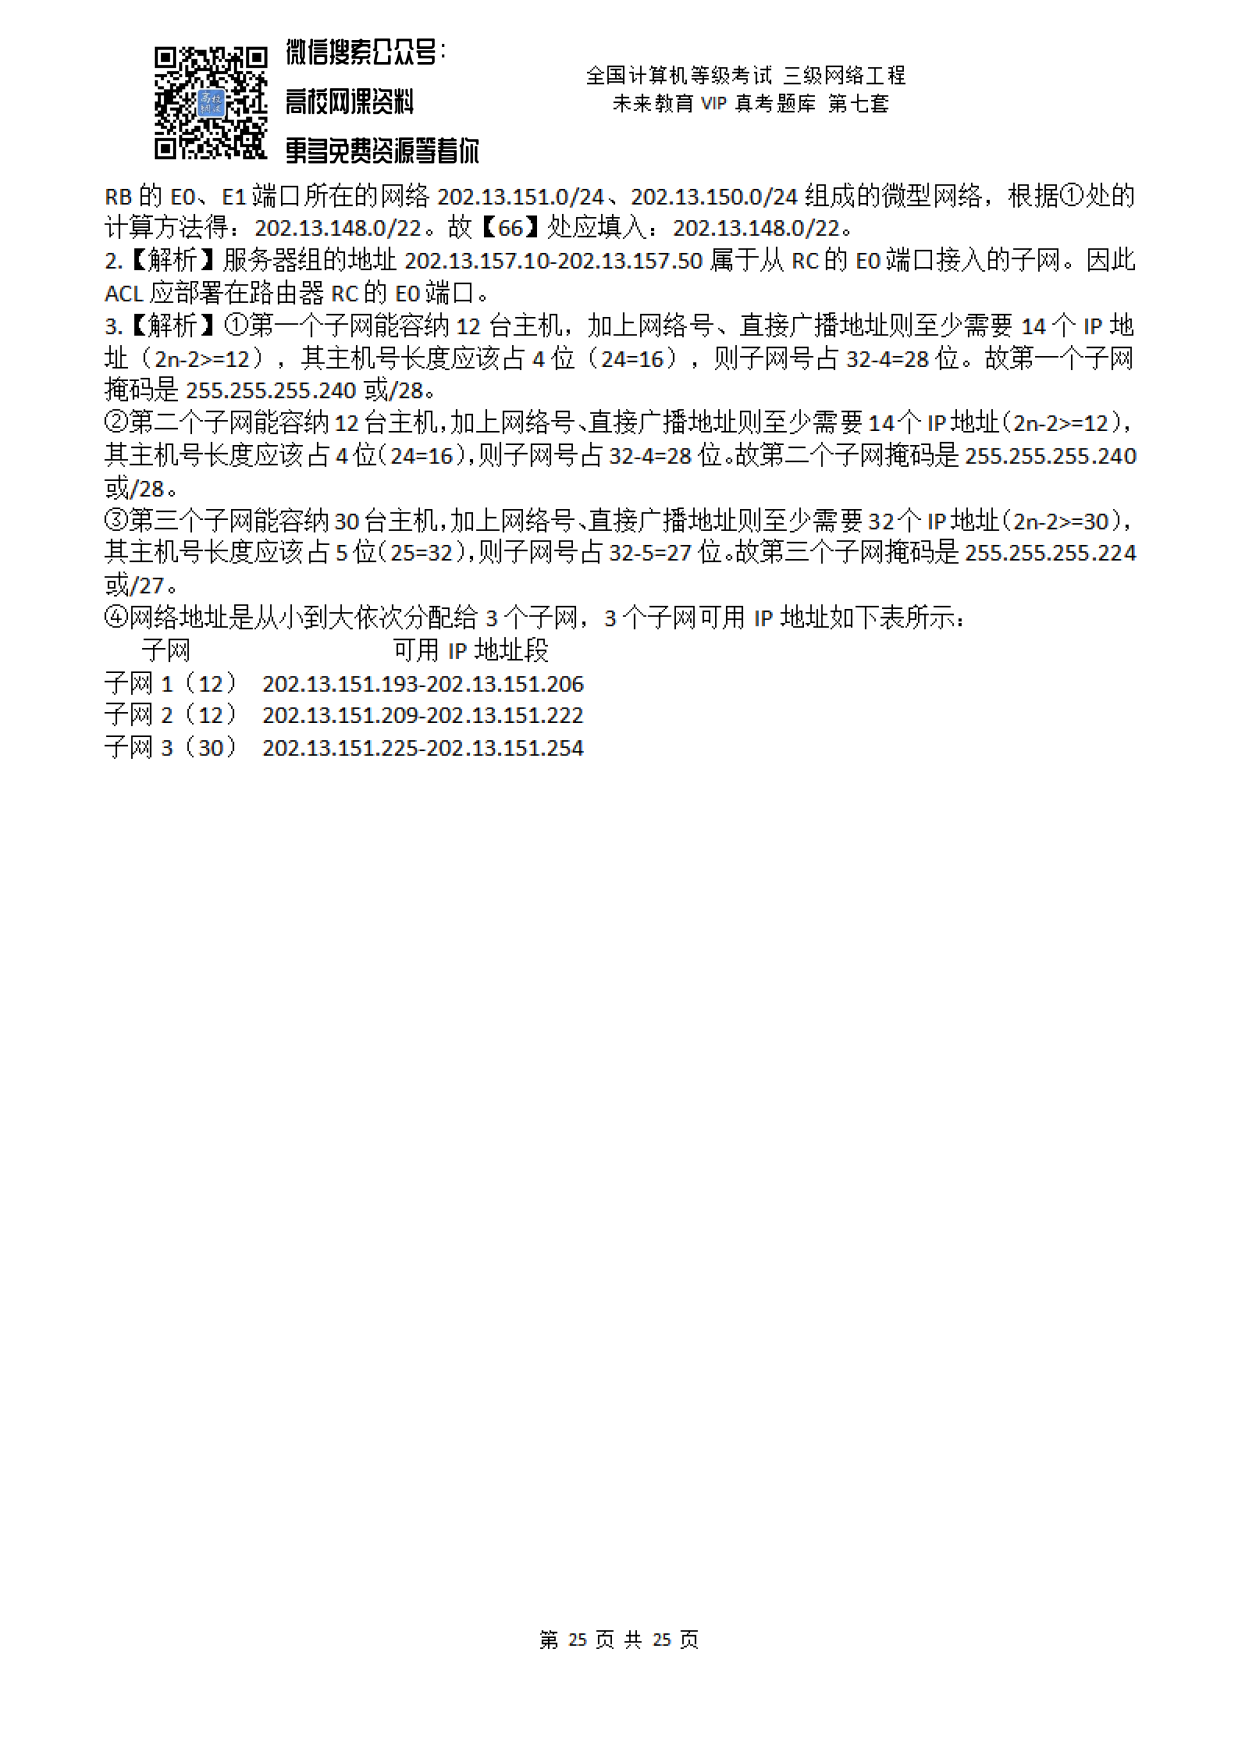 微信搜索公众号：
高校网课资料
更多免费资源等着你
全国计算机等级考试 三级网络工程
未来教育 VIP 真考题库 第七套
高校
网课
RB 的 E0、E1 端口所在的网络 202.13.151.0/24、202.13.150.0/24 组成的微型网络，根据①处的
计算方法得：202.13.148.0/22。故【66】处应填入：202.13.148.0/22。
2.【解析】服务器组的地址 202.13.157.10-202.13.157.50 属于从 RC 的 E0 端口接入的子网。因此
ACL 应部署在路由器 RC 的 E0 端口。
3.【解析】①第一个子网能容纳 12 台主机，加上网络号、直接广播地址则至少需要 14 个 IP 地
址（2n-2>=12），其主机号长度应该占 4 位（24=16），则子网号占 32-4=28 位。故第一个子网
掩码是 255.255.255.240 或/28。
②第二个子网能容纳 12 台主机，加上网络号、直接广播地址则至少需要 14 个 IP 地址（2n-2>=12），
其主机号长度应该占 4 位（24=16），则子网号占 32-4=28 位。故第二个子网掩码是 255.255.255.240
或/28。
③第三个子网能容纳 30 台主机，加上网络号、直接广播地址则至少需要 32 个 IP 地址（2n-2>=30），
其主机号长度应该占 5 位（25=32），则子网号占 32-5=27 位。故第三个子网掩码是 255.255.255.224
或/27。
④网络地址是从小到大依次分配给 3 个子网，3 个子网可用 IP 地址如下表所示：
子网 可用 IP 地址段
子网 1（12） 202.13.151.193-202.13.151.206
子网 2（12） 202.13.151.209-202.13.151.222
子网 3（30） 202.13.151.225-202.13.151.254
第 25 页 共 25 页